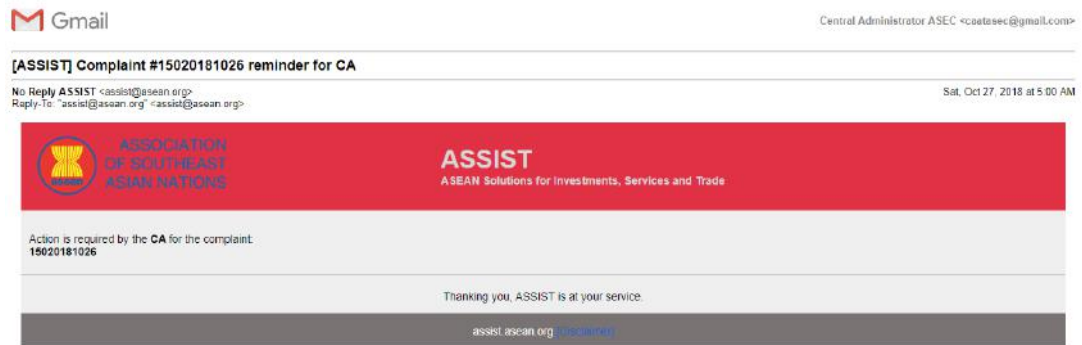 Gmail
Central Administrator ASEC <caatasec@gmail.com>
[ASSIST] Complaint #15020181026 reminder for CA
No Reply ASSIST <assist@asean.org>
Reply-To: "assist@asean.org" <assist@asean.org>
Sat, Oct 27, 2018 at 5:00 AM
ASSOCIATION
OF SOUTHEAST
ASIAN NATIONS
asean
ASSIST
ASEAN Solutions for Investments, Services and Trade
Action is required by the CA for the complaint:
15020181026
Thanking you, ASSIST is at your service.
assist.asean.org [Disclaimer]